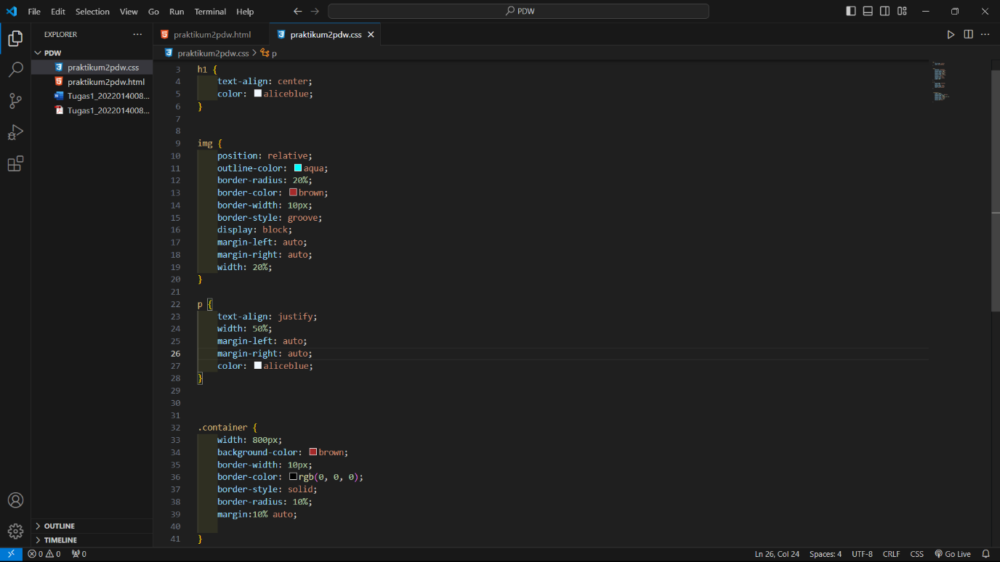 File Edit Selection View Go Run Terminal Help
PDW
EXPLORER
praktikum2pdw.html
praktikum2pdw.css
PDW
praktikum2pdw.css
praktikum2pdw.html
Tugas1_2022014008...
Tugas1_2022014008...
OUTLINE
TIMELINE
praktikum2pdw.css > p
3 h1 {
4 text-align: center;
5 color: aliceblue;
6 }
7
8
9 img {
10 position: relative;
11 outline-color: aqua;
12 border-radius: 20%;
13 border-color: brown;
14 border-width: 10px;
15 border-style: groove;
16 display: block;
17 margin-left: auto;
18 margin-right: auto;
19 width: 20%;
20 }
21
22 p {
23 text-align: justify;
24 width: 50%;
25 margin-left: auto;
26 margin-right: auto;
27 color: aliceblue;
28 }
29
30
31
32 .container {
33 width: 800px;
34 background-color: brown;
35 border-width: 10px;
36 border-color: rgb(0, 0, 0);
37 border-style: solid;
38 border-radius: 10%;
39 margin:10% auto;
40
41 }
0 0 0 Ln 26, Col 24 Spaces: 4 UTF-8 CRLF CSS Go Live